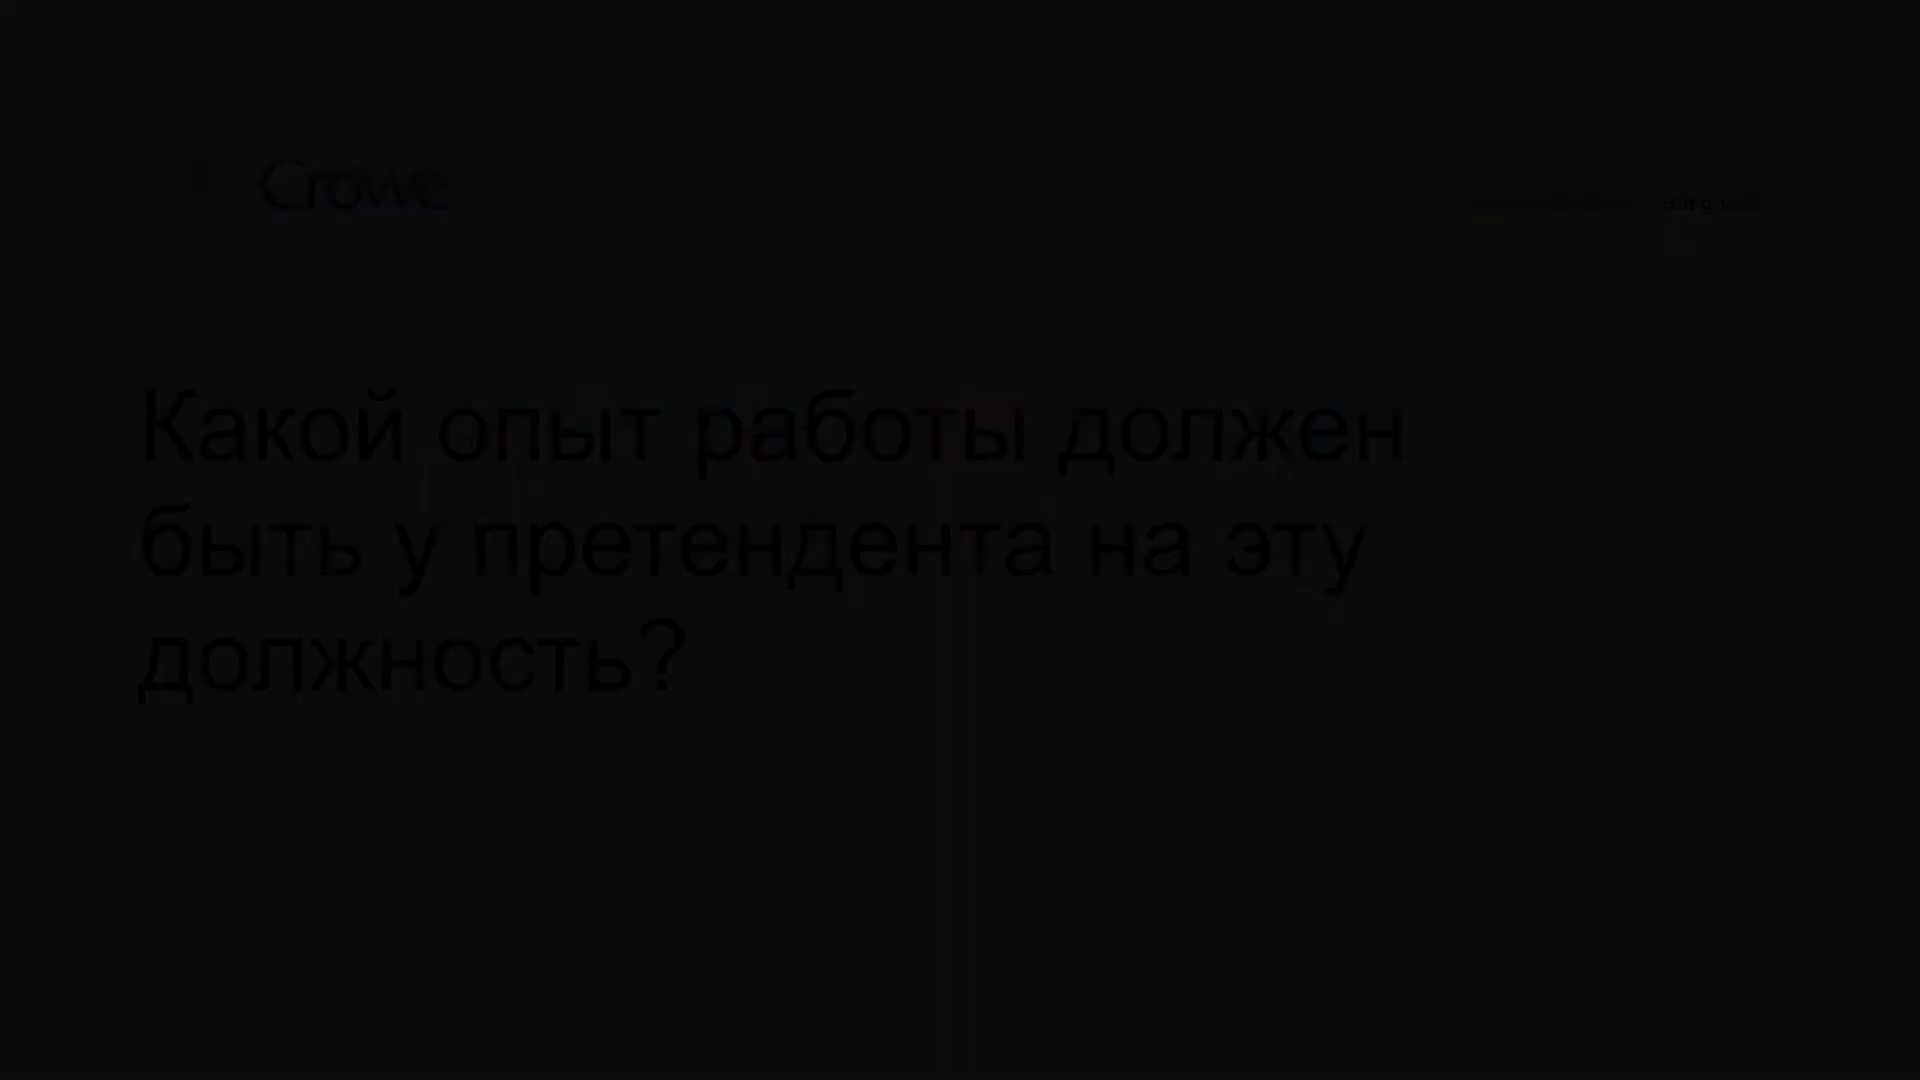 Crowe
Какой опыт работы должен
быть у претендента на эту
должность?